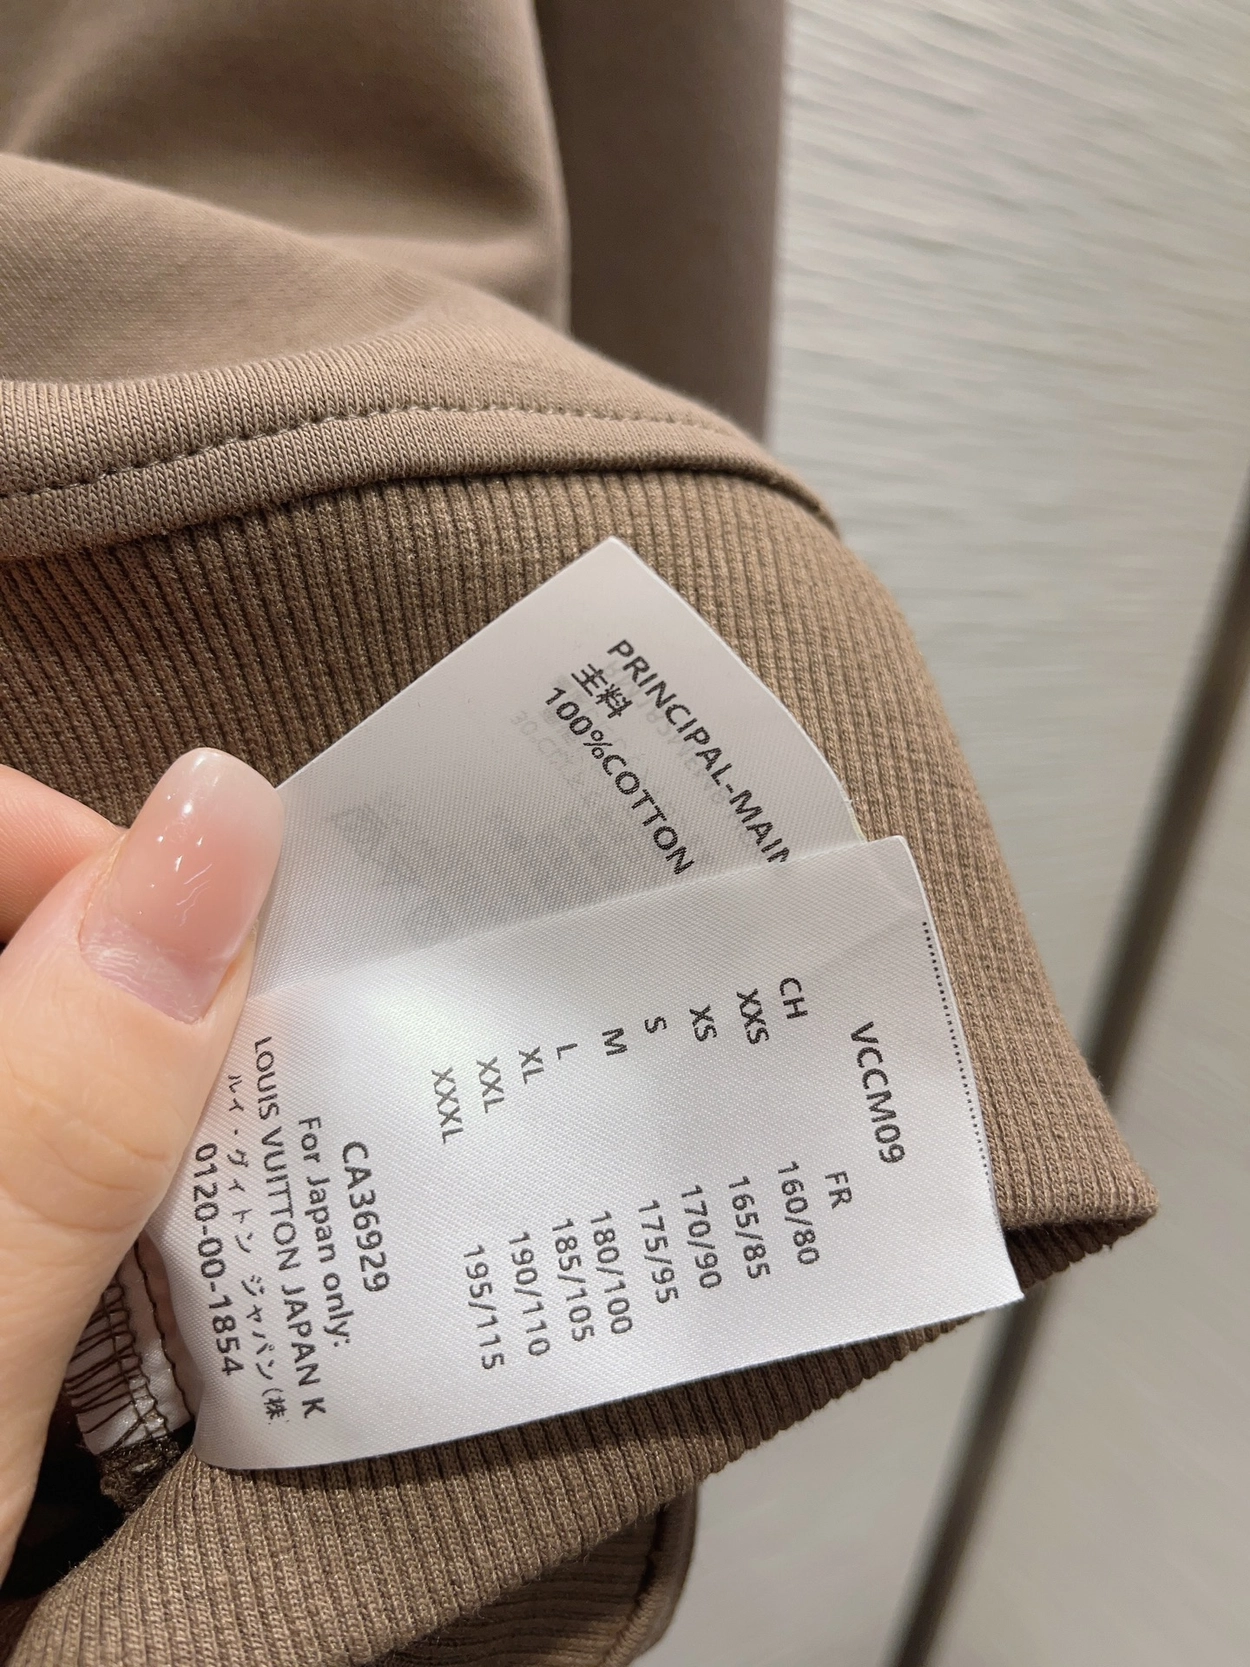 PRINCIPAL-MAIN
主料
100%COTTON
VCCM09
CH FR
XXS 160/80
XS 165/85
S 170/90
M 175/95
L 180/100
XL 185/105
XXL 190/110
XXXL 195/115
CA36929
For Japan only:
LOUIS VUITTON JAPAN K
ルイ・ヴィトン ジャパン(株
0120-00-1854